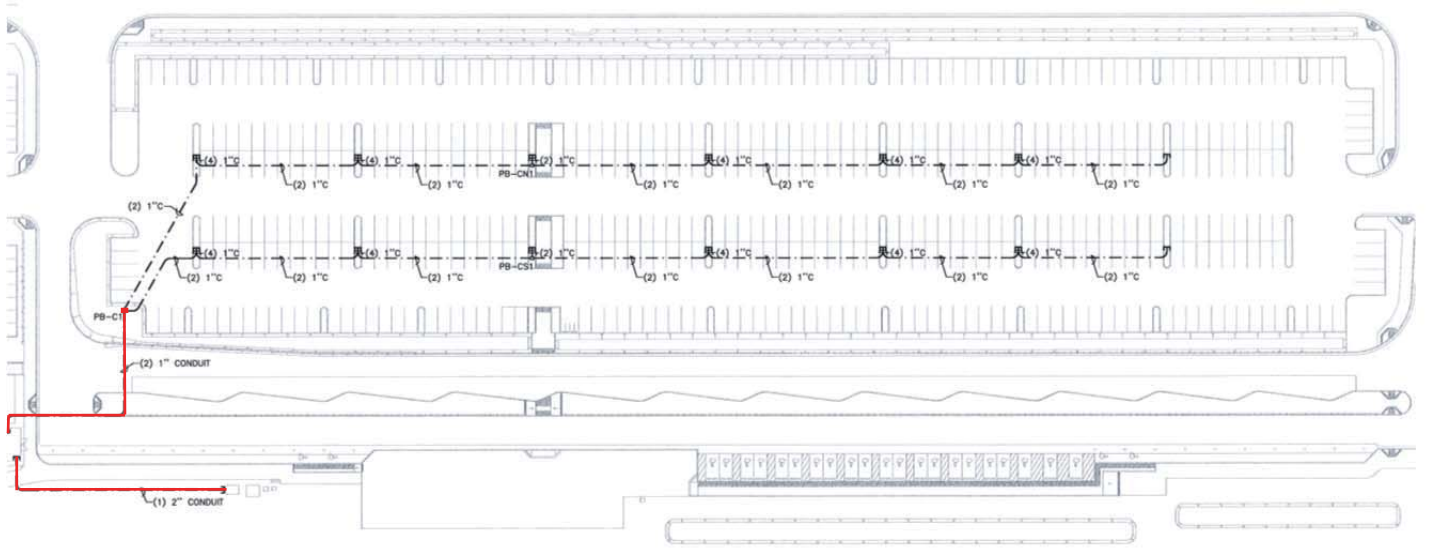 (4) 1"C (4) 1"C (2) 1"C (4) 1"C (4) 1"C (4) 1"C
PB-CN1
(2) 1"C (2) 1"C (2) 1"C (2) 1"C (2) 1"C (2) 1"C
(2) 1"C
(4) 1"C (4) 1"C (2) 1"C (4) 1"C (4) 1"C (4) 1"C
PB-CS1
(2) 1"C (2) 1"C (2) 1"C (2) 1"C (2) 1"C (2) 1"C (2) 1"C
PB-C1
(2) 1" CONDUIT
(1) 2" CONDUIT